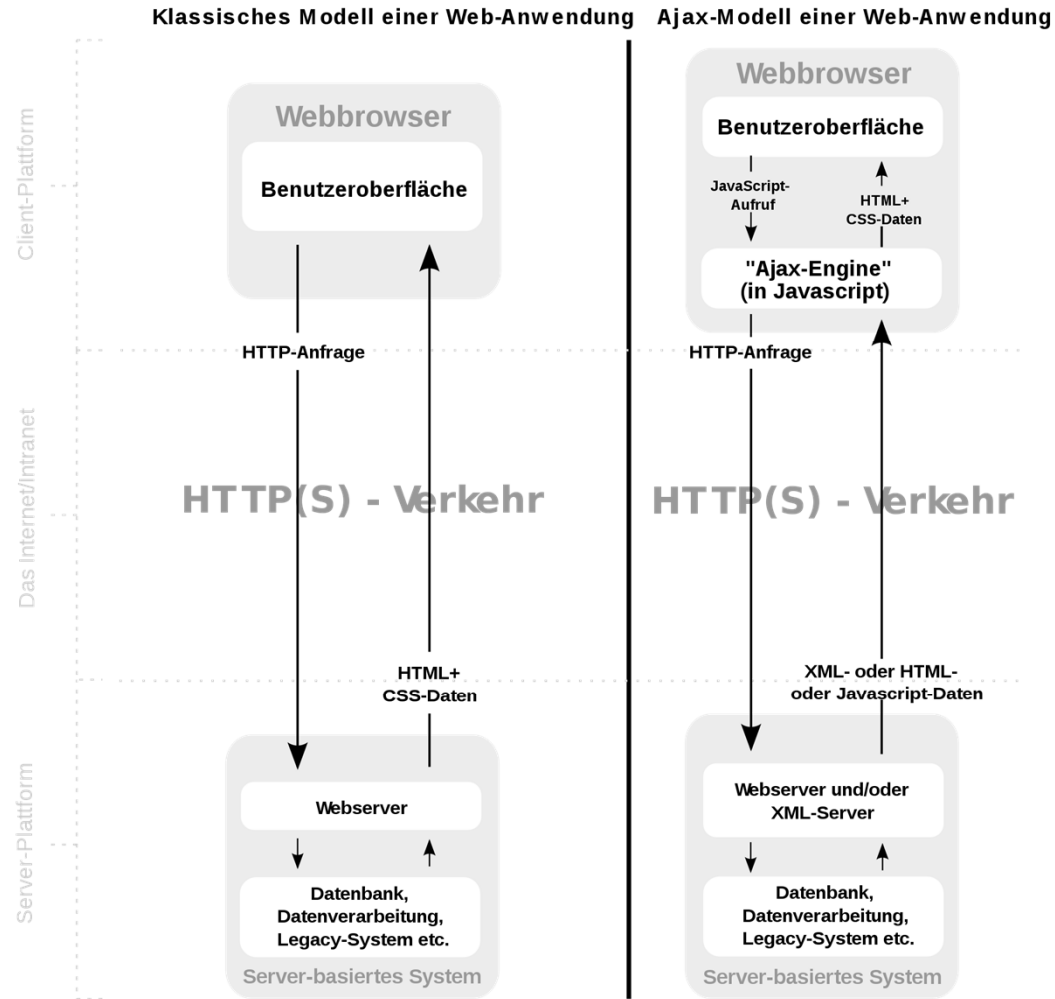 Klassisches Modell einer Web-Anwendung
Ajax-Modell einer Web-Anwendung
Client-Plattform
Das Internet/Intranet
Server-Plattform
Webbrowser
Benutzeroberfläche
HTTP-Anfrage
HTTP(S) - Verkehr
HTML+
CSS-Daten
Webserver
Datenbank,
Datenverarbeitung,
Legacy-System etc.
Server-basiertes System
Webbrowser
Benutzeroberfläche
JavaScript-
Aufruf
HTML+
CSS-Daten
"Ajax-Engine"
(in Javascript)
HTTP-Anfrage
HTTP(S) - Verkehr
XML- oder HTML-
oder Javascript-Daten
Webserver und/oder
XML-Server
Datenbank,
Datenverarbeitung,
Legacy-System etc.
Server-basiertes System